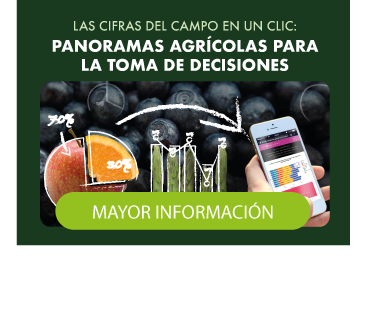 LAS CIFRAS DEL CAMPO EN UN CLIC:
PANORAMAS AGRÍCOLAS PARA
LA TOMA DE DECISIONES
70%
30%
MAYOR INFORMACIÓN